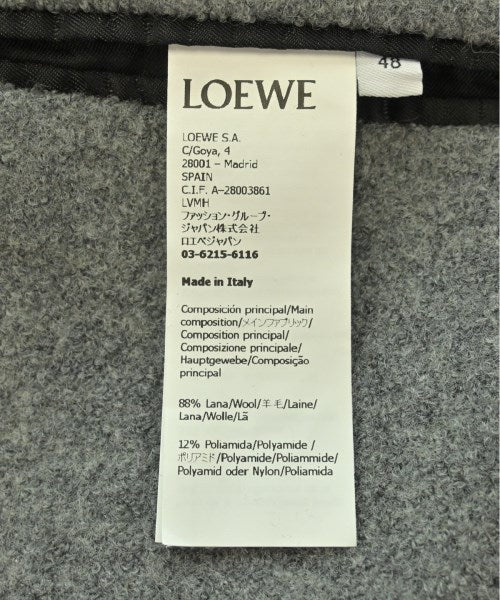 48
LOEWE
LOEWE S.A.
C/Goya, 4
28001 – Madrid
SPAIN
C.I.F. A–28003861
LVMH
ファッション・グループ・
ジャパン株式会社
ロエベジャパン
03-6215-6116
Made in Italy
Composición principal/Main
composition/メインファブリック/
Composition principal/
Composizione principale/
Hauptgewebe/Composição
principal
88% Lana/Wool/羊毛/Laine/
Lana/Wolle/Lã
12% Poliamida/Polyamide /
ポリアミド/Polyamide/Poliammide/
Polyamid oder Nylon/Poliamida